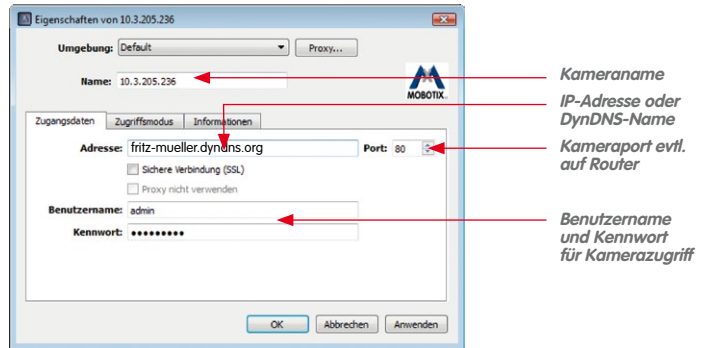 Eigenschaften von 10.3.205.236
Umgebung: Default Proxy...
Name: 10.3.205.236
MOBOTIX
Zugangsdaten Zugriffsmodus Informationen
Adresse: fritz-mueller.dyndns.org Port: 80
Sichere Verbindung (SSL)
Proxy nicht verwenden
Benutzername: admin
Kennwort: •••••••••
OK Abbrechen Anwenden
Kameraname
IP-Adresse oder
DynDNS-Name
Kameraport evtl.
auf Router
Benutzername
und Kennwort
für Kamerazugriff